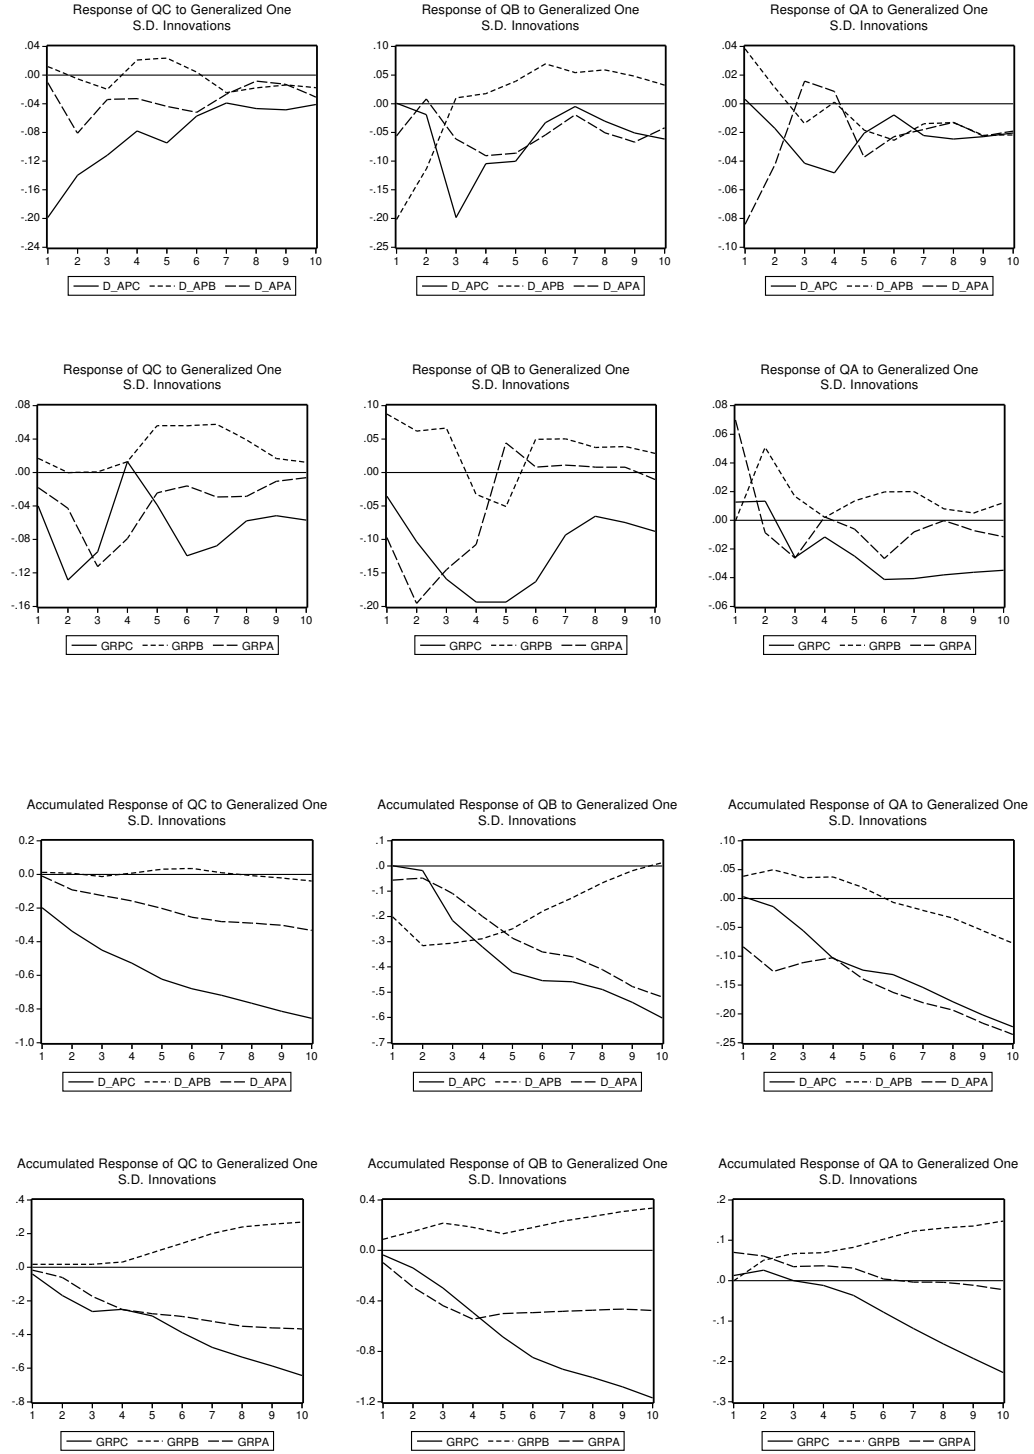 Response of QC to Generalized One
S.D. Innovations
.04
.00
-.04
-.08
-.12
-.16
-.20
-.24
1 2 3 4 5 6 7 8 9 10
D_APC D_APB D_APA
Response of QB to Generalized One
S.D. Innovations
.10
.05
.00
-.05
-.10
-.15
-.20
-.25
1 2 3 4 5 6 7 8 9 10
D_APC D_APB D_APA
Response of QA to Generalized One
S.D. Innovations
.04
.02
.00
-.02
-.04
-.06
-.08
-.10
1 2 3 4 5 6 7 8 9 10
D_APC D_APB D_APA
Response of QC to Generalized One
S.D. Innovations
.08
.04
.00
-.04
-.08
-.12
-.16
1 2 3 4 5 6 7 8 9 10
GRPC GRPB GRPA
Response of QB to Generalized One
S.D. Innovations
.10
.05
.00
-.05
-.10
-.15
-.20
1 2 3 4 5 6 7 8 9 10
GRPC GRPB GRPA
Response of QA to Generalized One
S.D. Innovations
.08
.06
.04
.02
.00
-.02
-.04
-.06
1 2 3 4 5 6 7 8 9 10
GRPC GRPB GRPA
Accumulated Response of QC to Generalized One
S.D. Innovations
0.2
0.0
-0.2
-0.4
-0.6
-0.8
-1.0
1 2 3 4 5 6 7 8 9 10
D_APC D_APB D_APA
Accumulated Response of QB to Generalized One
S.D. Innovations
.1
.0
-.1
-.2
-.3
-.4
-.5
-.6
-.7
1 2 3 4 5 6 7 8 9 10
D_APC D_APB D_APA
Accumulated Response of QA to Generalized One
S.D. Innovations
.10
.05
.00
-.05
-.10
-.15
-.20
-.25
1 2 3 4 5 6 7 8 9 10
D_APC D_APB D_APA
Accumulated Response of QC to Generalized One
S.D. Innovations
.4
.2
.0
-.2
-.4
-.6
-.8
1 2 3 4 5 6 7 8 9 10
GRPC GRPB GRPA
Accumulated Response of QB to Generalized One
S.D. Innovations
0.4
0.0
-0.4
-0.8
-1.2
1 2 3 4 5 6 7 8 9 10
GRPC GRPB GRPA
Accumulated Response of QA to Generalized One
S.D. Innovations
.2
.1
.0
-.1
-.2
-.3
1 2 3 4 5 6 7 8 9 10
GRPC GRPB GRPA